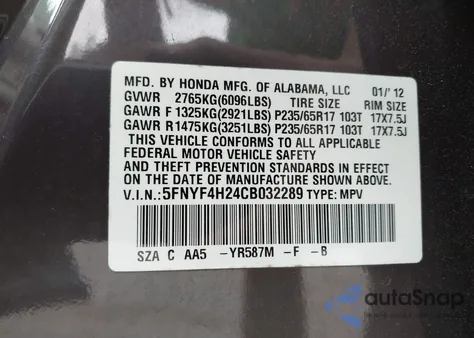 MFD. BY HONDA MFG. OF ALABAMA, LLC 01/'12
GVWR 2765KG(6096LBS) TIRE SIZE RIM SIZE
GAWR F 1325KG(2921LBS) P235/65R17 103T 17X7.5J
GAWR R1475KG(3251LBS) P235/65R17 103T 17X7.5J
THIS VEHICLE CONFORMS TO ALL APPLICABLE
FEDERAL MOTOR VEHICLE SAFETY
AND THEFT PREVENTION STANDARDS IN EFFECT
ON THE DATE OF MANUFACTURE SHOWN ABOVE.
V.I.N.: 5FNYF4H24CB032289 TYPE: MPV
SZA C AA5 -YR587M -F -B
autoSnap